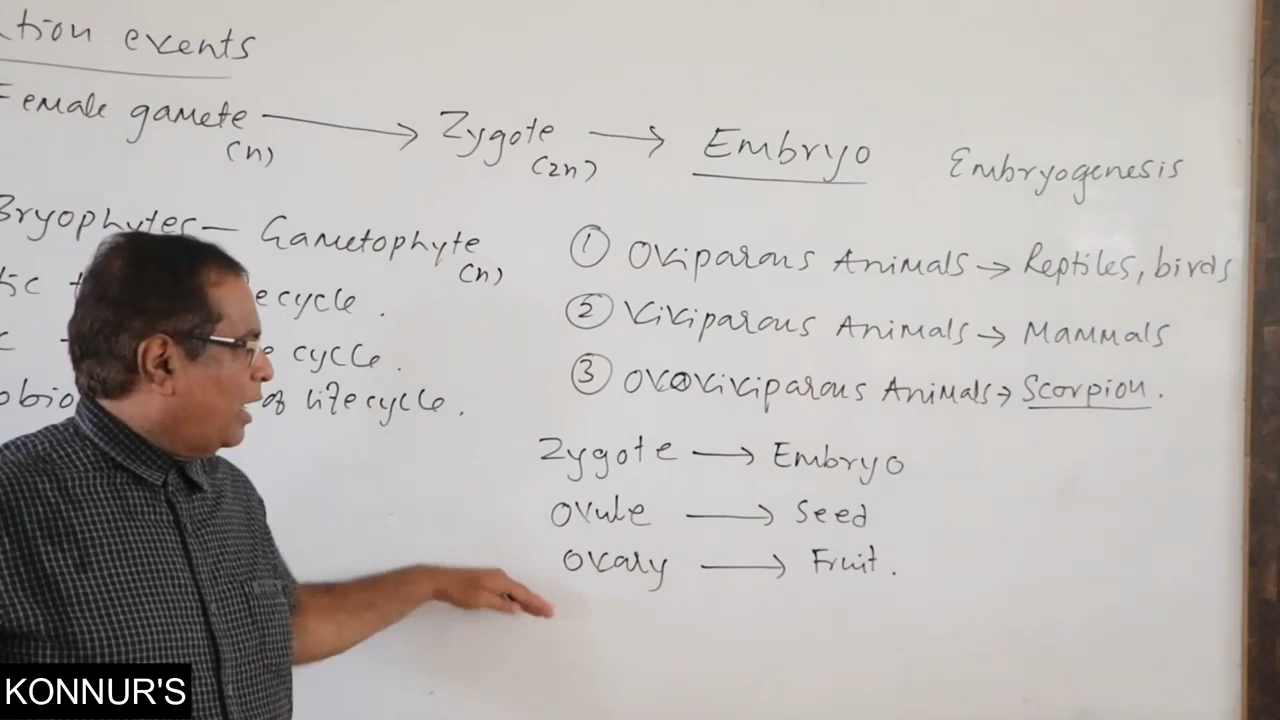 tion events
Female gamete (n) → Zygote (2n) → Embryo Embryogenesis
Bryophytes – Gametophyte (n)
ecycle.
cycle.
of lifecycle.
① Oviparous Animals → Reptiles, birds
② Viviparous Animals → Mammals
③ Ovoviviparous Animals → Scorpion.
Zygote → Embryo
Ovule → Seed
Ovary → Fruit.
KONNUR'S